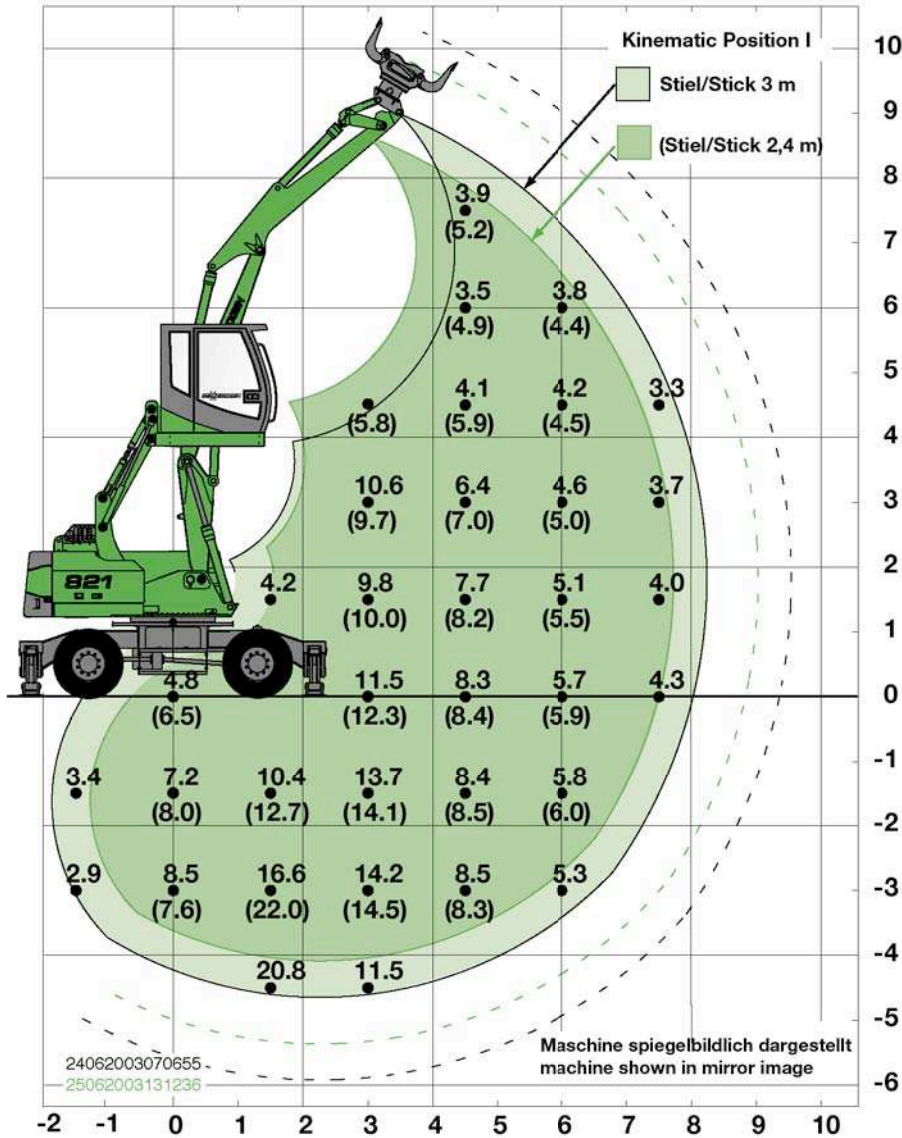 Kinematic Position I
Stiel/Stick 3 m
(Stiel/Stick 2,4 m)
10
9
3.9
8
(5.2)
7
3.5 3.8
6
(4.9) (4.4)
5
4.1 4.2 3.3
(5.8) (5.9) (4.5)
4
10.6 6.4 4.6 3.7
3
(9.7) (7.0) (5.0)
821
4.2 9.8 7.7 5.1 4.0
2
(10.0) (8.2) (5.5)
1
4.8 11.5 8.3 5.7 4.3
0
(6.5) (12.3) (8.4) (5.9)
-1
3.4 7.2 10.4 13.7 8.4 5.8
(8.0) (12.7) (14.1) (8.5) (6.0)
-2
2.9 8.5 16.6 14.2 8.5 5.3
-3
(7.6) (22.0) (14.5) (8.3)
-4
20.8 11.5
-5
Maschine spiegelbildlich dargestellt
machine shown in mirror image
24062003070655
25062003131236
-6
-2 -1 0 1 2 3 4 5 6 7 8 9 10